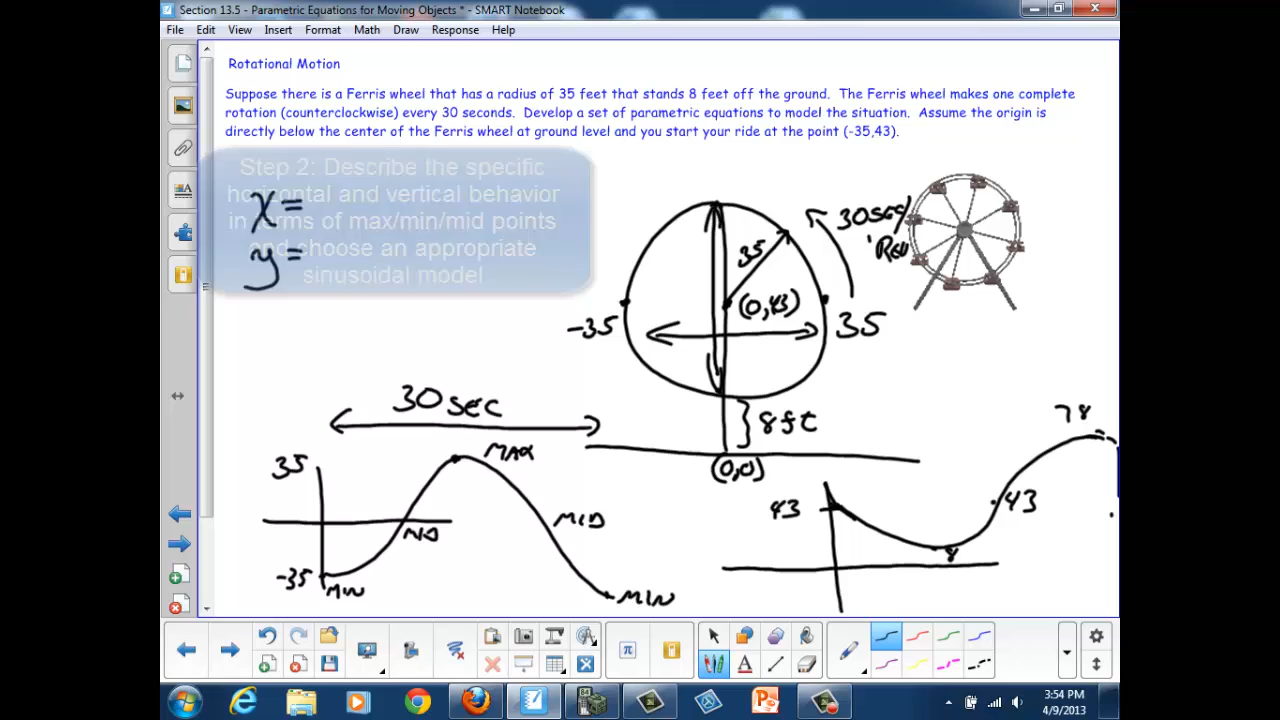 Section 13.5 - Parametric Equations for Moving Objects * - SMART Notebook
File Edit View Insert Format Math Draw Response Help
Rotational Motion
Suppose there is a Ferris wheel that has a radius of 35 feet that stands 8 feet off the ground. The Ferris wheel makes one complete
rotation (counterclockwise) every 30 seconds. Develop a set of parametric equations to model the situation. Assume the origin is
directly below the center of the Ferris wheel at ground level and you start your ride at the point (-35,43).
Step 2: Describe the specific
horizontal and vertical behavior
in terms of max/min/mid points
and choose an appropriate
sinusoidal model
x=
y=
30sec/
Rev
35
(0,43)
-35
35
8ft
(0,0)
30sec
35
MAX
MID
MID
-35
MIN
MIN
78
43
43
8
3:54 PM
4/9/2013